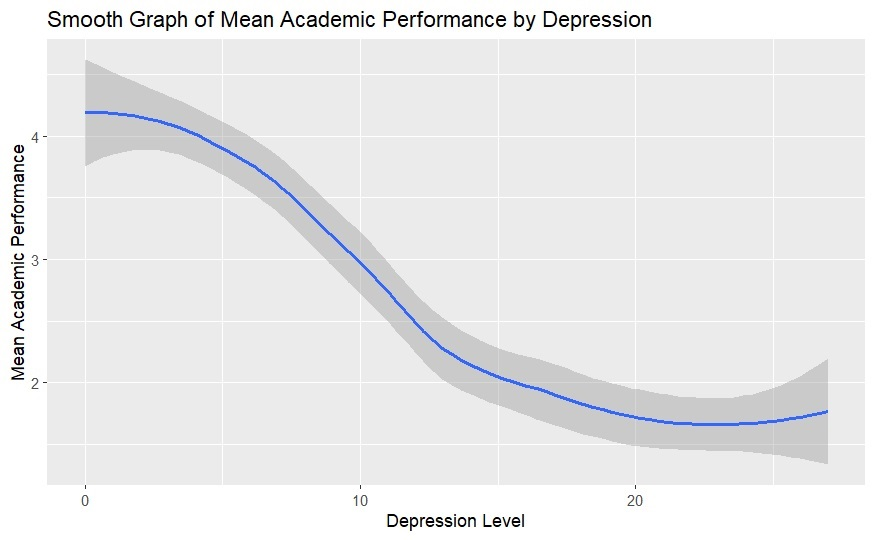 Smooth Graph of Mean Academic Performance by Depression
Mean Academic Performance
4
3
2
0
10
20
Depression Level